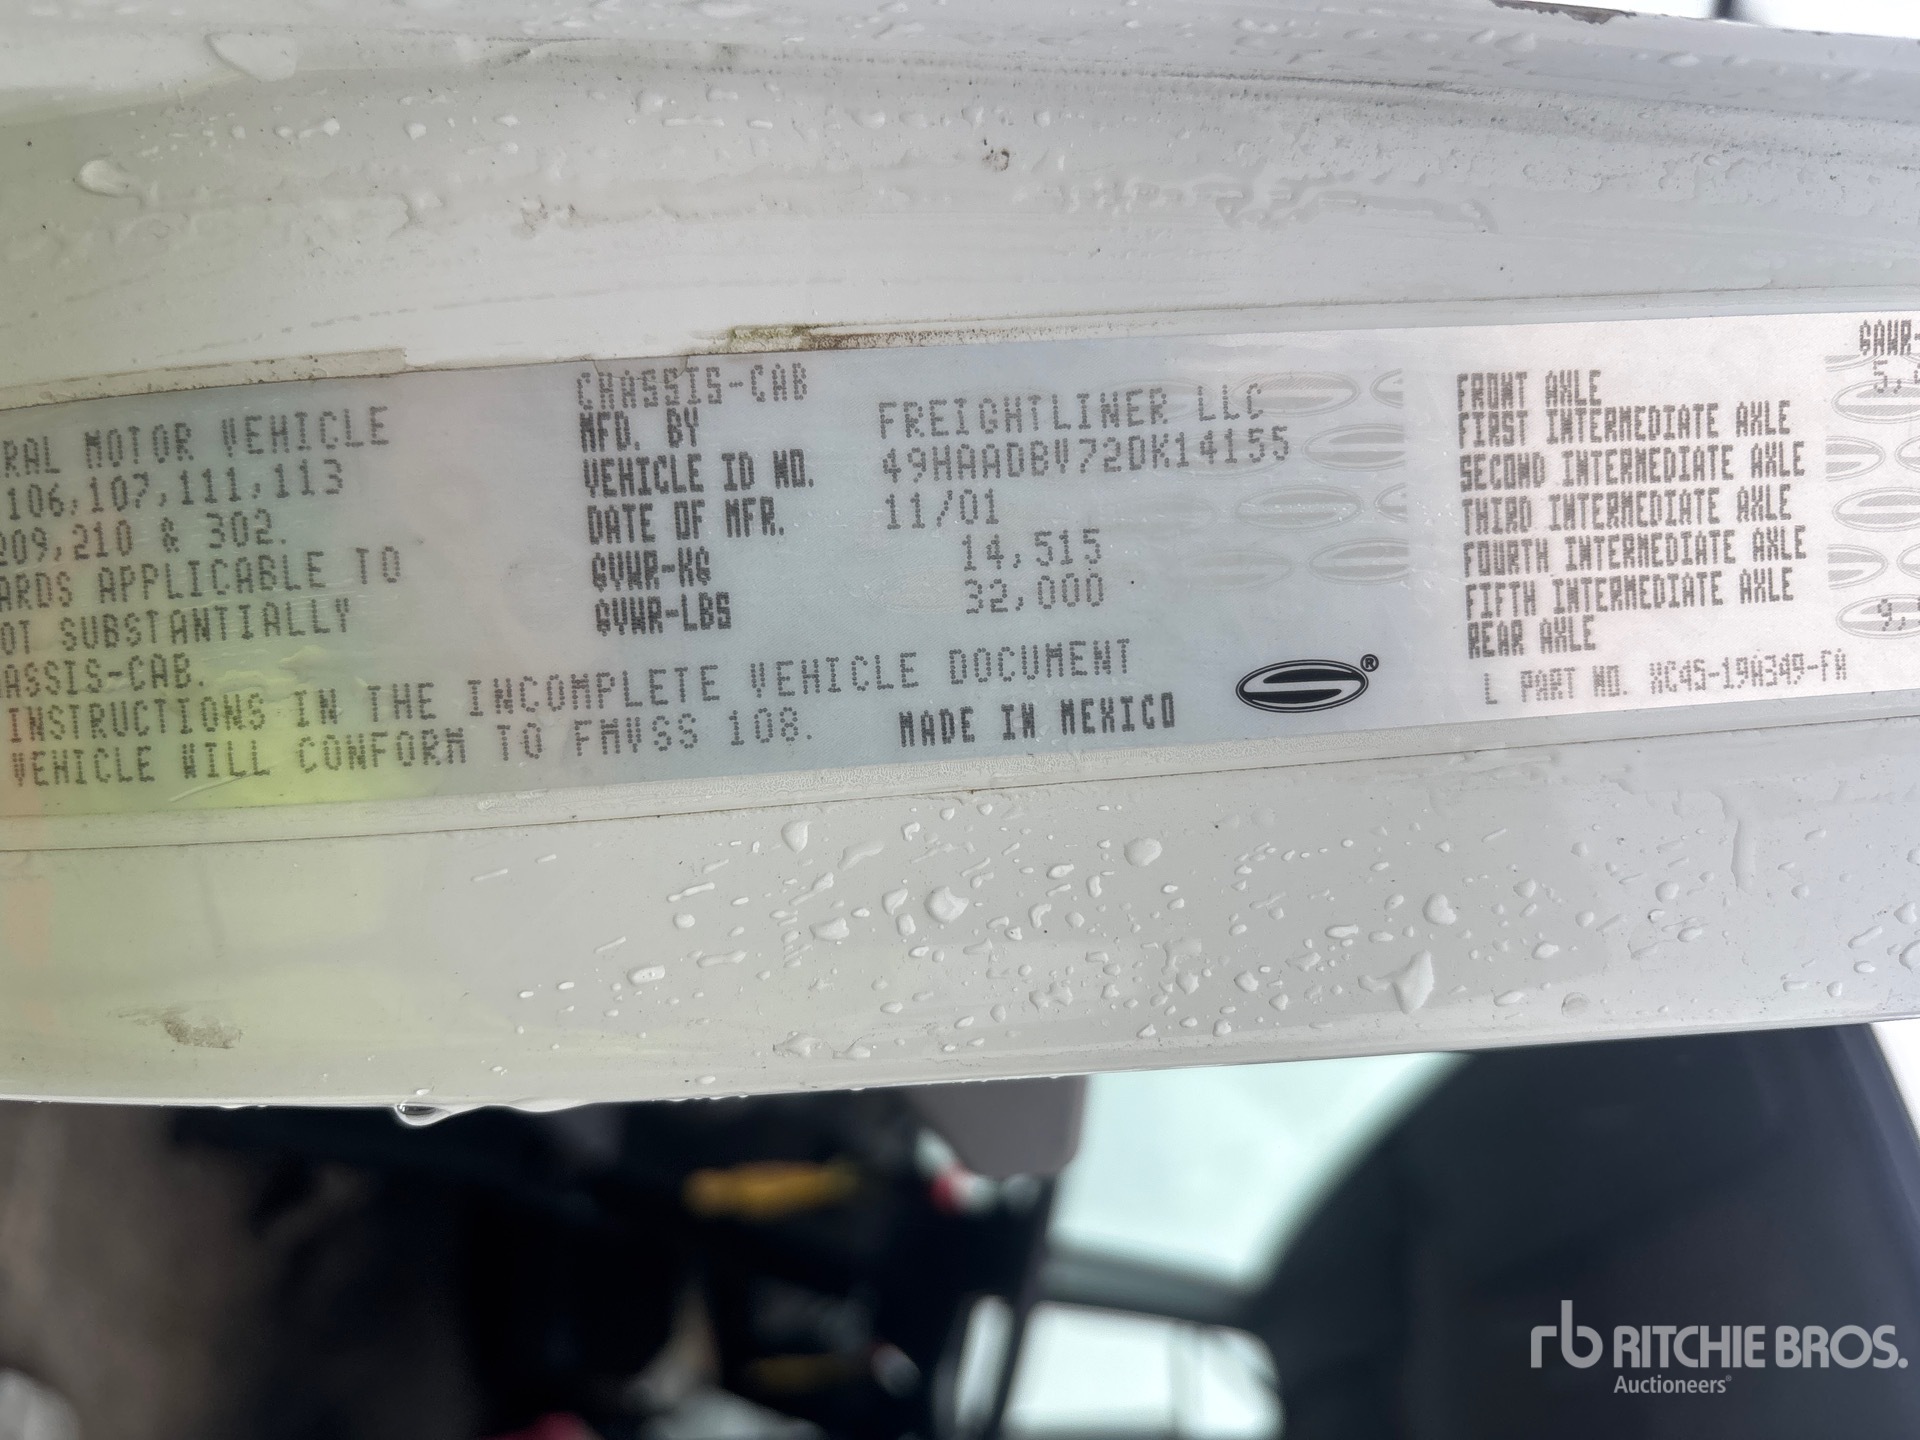 RAL MOTOR VEHICLE
106,107,111,113
209,210 & 302.
ARDS APPLICABLE TO
OT SUBSTANTIALLY
ASSIS-CAB.
INSTRUCTIONS IN THE INCOMPLETE VEHICLE DOCUMENT
VEHICLE WILL CONFORM TO FMVSS 108.
CHASSIS-CAB
MFD. BY FREIGHTLINER LLC
VEHICLE ID NO. 49HAADBV72DK14155
DATE OF MFR. 11/01
GVWR-KG 14,515
GVWR-LBS 32,000
MADE IN MEXICO
S®
GAWR-
FRONT AXLE 5,
FIRST INTERMEDIATE AXLE
SECOND INTERMEDIATE AXLE
THIRD INTERMEDIATE AXLE
FOURTH INTERMEDIATE AXLE
FIFTH INTERMEDIATE AXLE
REAR AXLE 9,
L PART NO. XC45-19A349-FA
rb RITCHIE BROS.
Auctioneers®